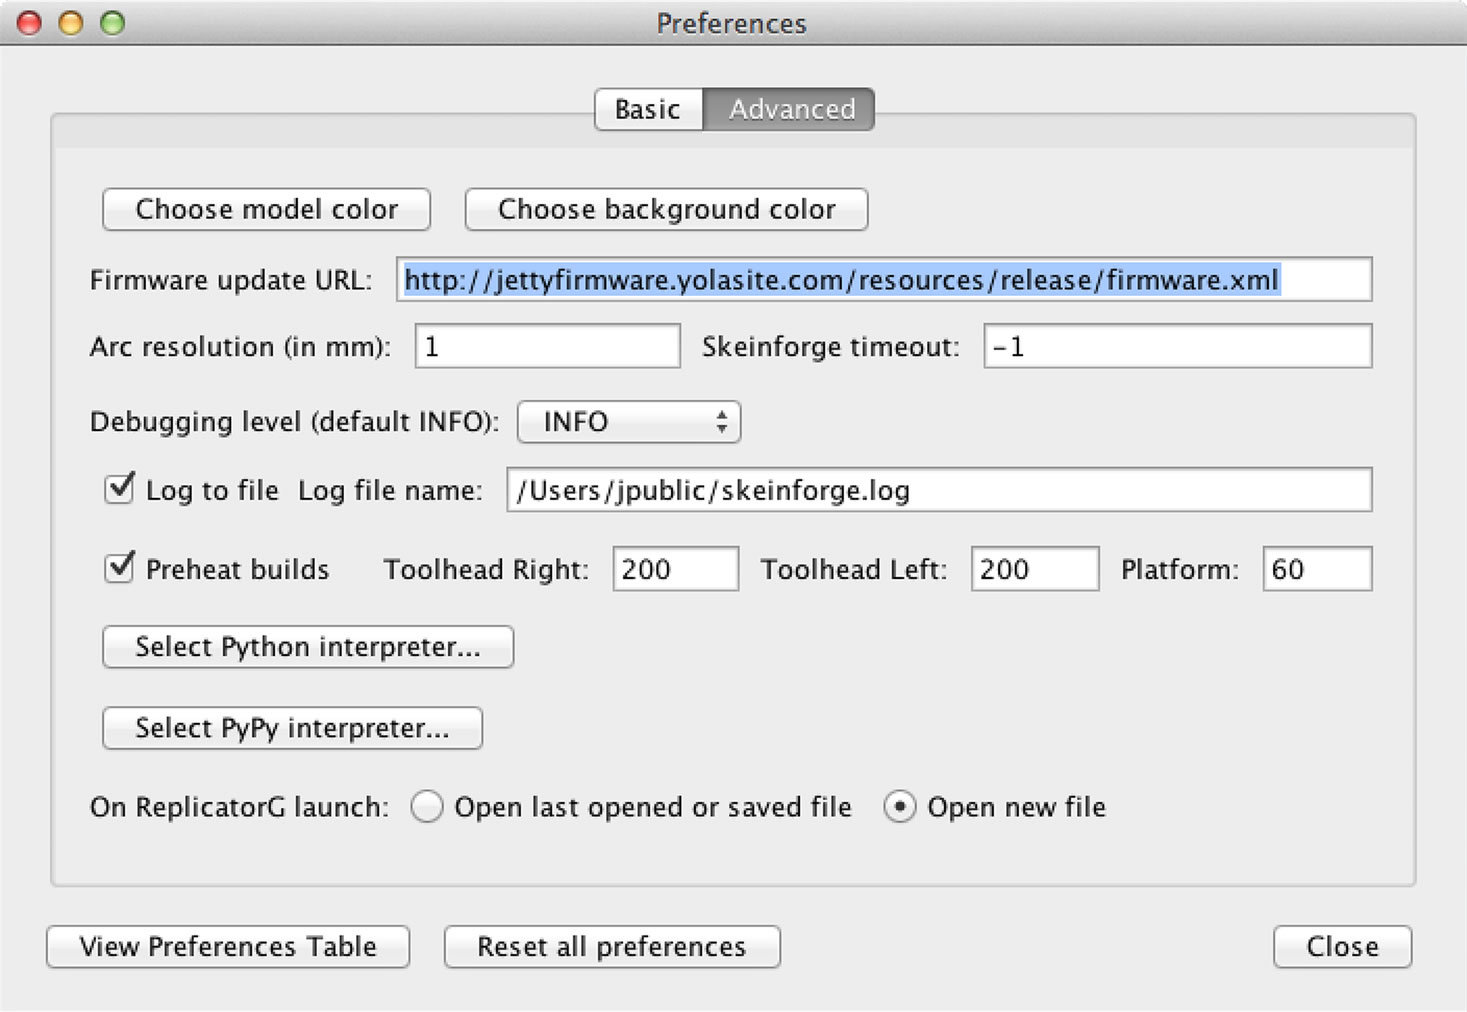 Preferences
Basic Advanced
Choose model color Choose background color
Firmware update URL: http://jettyfirmware.yolasite.com/resources/release/firmware.xml
Arc resolution (in mm): 1 Skeinforge timeout: -1
Debugging level (default INFO): INFO
Log to file Log file name: /Users/jpublic/skeinforge.log
Preheat builds Toolhead Right: 200 Toolhead Left: 200 Platform: 60
Select Python interpreter...
Select PyPy interpreter...
On ReplicatorG launch: Open last opened or saved file Open new file
View Preferences Table Reset all preferences Close